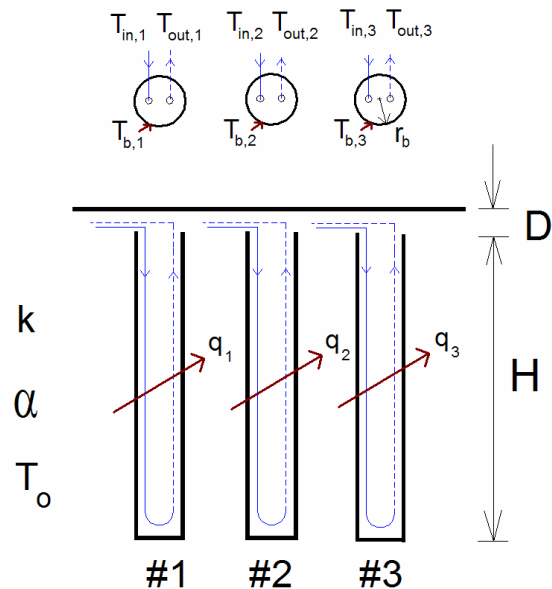 T_in,1 T_out,1 T_in,2 T_out,2 T_in,3 T_out,3
T_b,1 T_b,2 T_b,3 r_b
D
k
α
T_o
q_1 q_2 q_3
H
#1 #2 #3